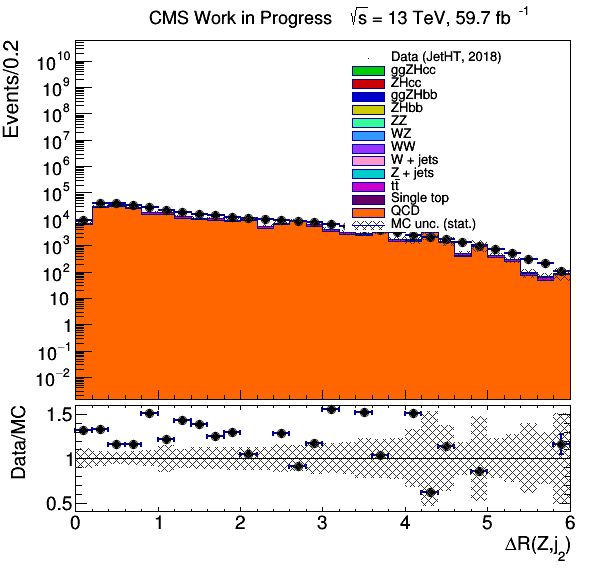 CMS Work in Progress √s = 13 TeV, 59.7 fb⁻¹
Events/0.2
10¹⁰
10⁹
10⁸
10⁷
10⁶
10⁵
10⁴
10³
10²
10
1
10⁻¹
10⁻²
Data (JetHT, 2018)
ggZHcc
ZHcc
ggZHbb
ZHbb
ZZ
WZ
WW
W + jets
Z + jets
tt̄
Single top
QCD
MC unc. (stat.)
Data/MC
1.5
1
0.5
0 1 2 3 4 5 6
ΔR(Z,j₂)